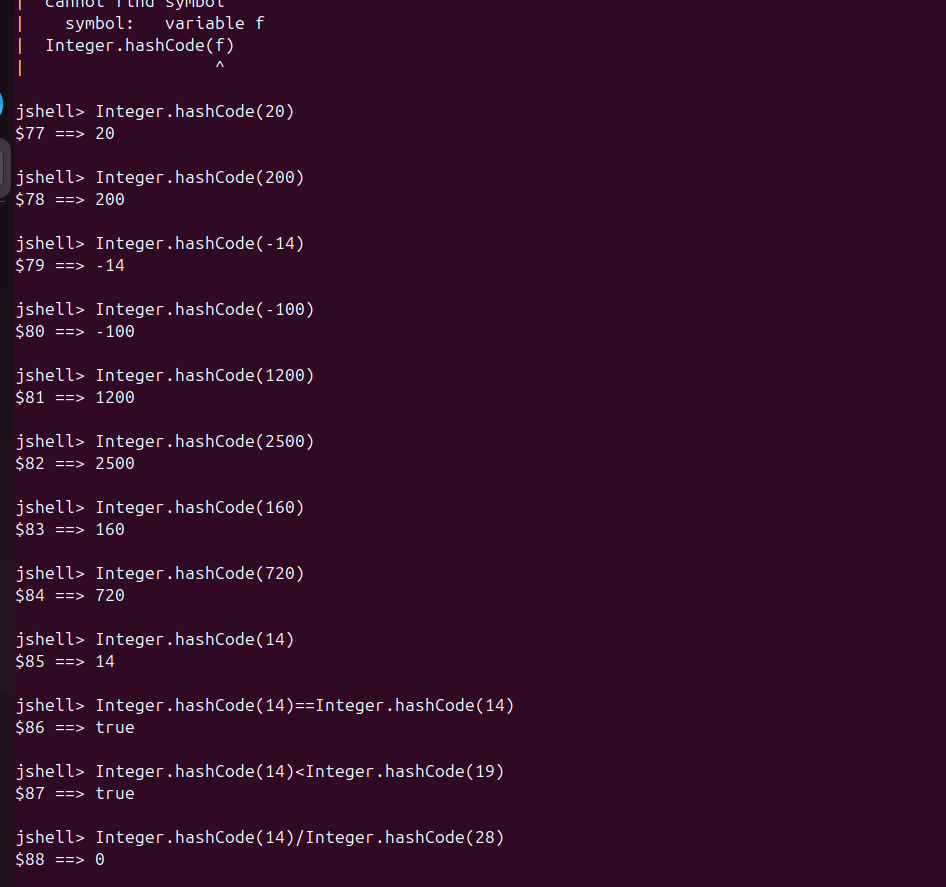 |  cannot find symbol
|    symbol:   variable f
|  Integer.hashCode(f)
|                   ^
jshell> Integer.hashCode(20)
$77 ==> 20
jshell> Integer.hashCode(200)
$78 ==> 200
jshell> Integer.hashCode(-14)
$79 ==> -14
jshell> Integer.hashCode(-100)
$80 ==> -100
jshell> Integer.hashCode(1200)
$81 ==> 1200
jshell> Integer.hashCode(2500)
$82 ==> 2500
jshell> Integer.hashCode(160)
$83 ==> 160
jshell> Integer.hashCode(720)
$84 ==> 720
jshell> Integer.hashCode(14)
$85 ==> 14
jshell> Integer.hashCode(14)==Integer.hashCode(14)
$86 ==> true
jshell> Integer.hashCode(14)<Integer.hashCode(19)
$87 ==> true
jshell> Integer.hashCode(14)/Integer.hashCode(28)
$88 ==> 0